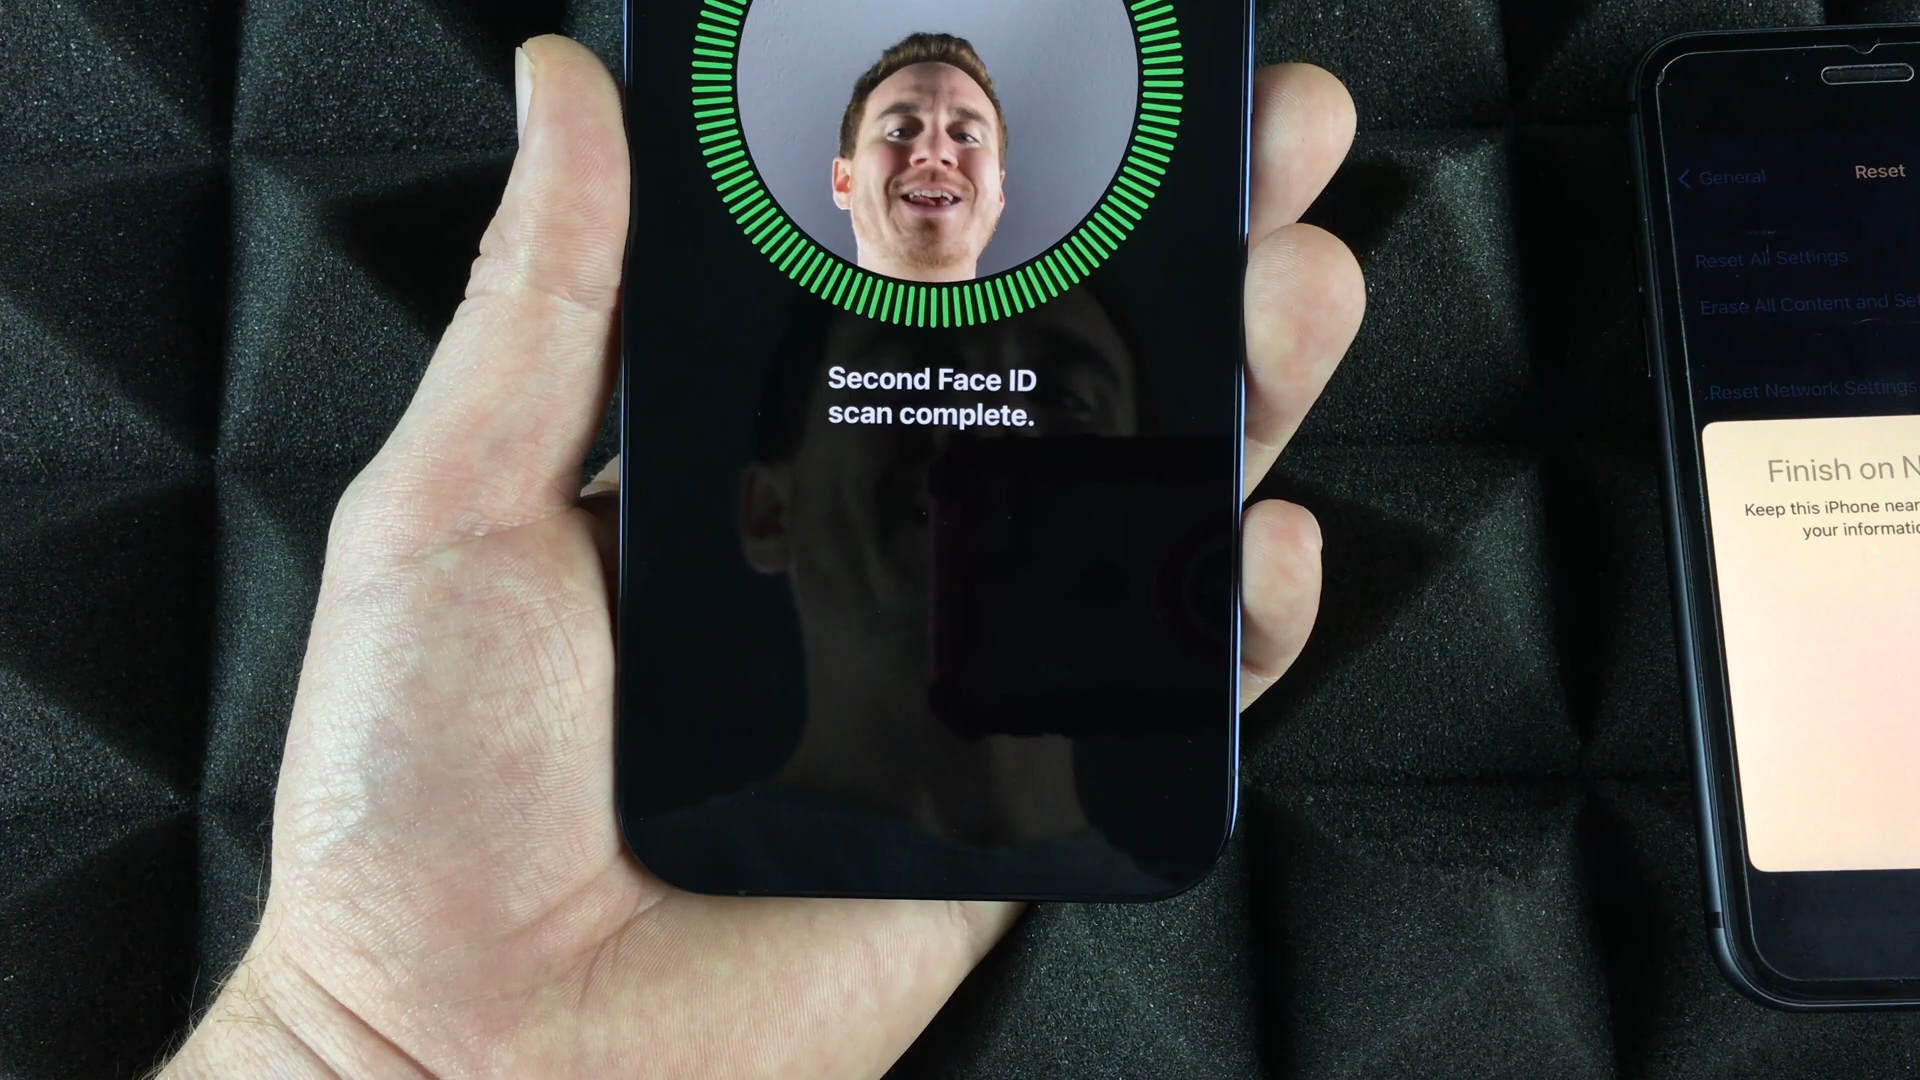 Second Face ID
scan complete.
General
Reset
Reset All Settings
Erase All Content and Se
Reset Network Settings
Finish on N
Keep this iPhone near
your informatio